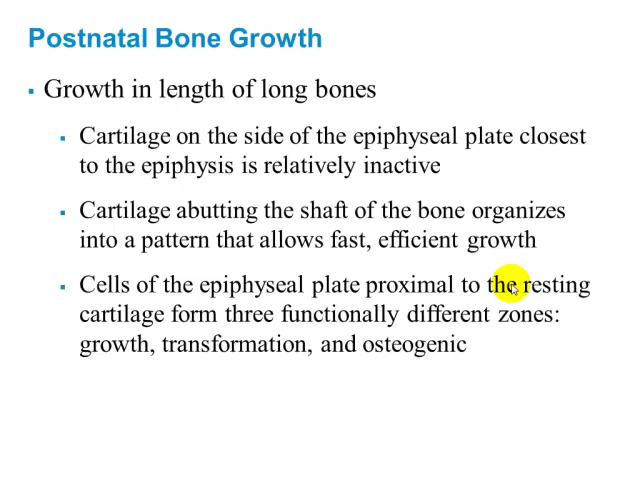 Postnatal Bone Growth
▪ Growth in length of long bones
▪ Cartilage on the side of the epiphyseal plate closest
to the epiphysis is relatively inactive
▪ Cartilage abutting the shaft of the bone organizes
into a pattern that allows fast, efficient growth
▪ Cells of the epiphyseal plate proximal to the resting
cartilage form three functionally different zones:
growth, transformation, and osteogenic